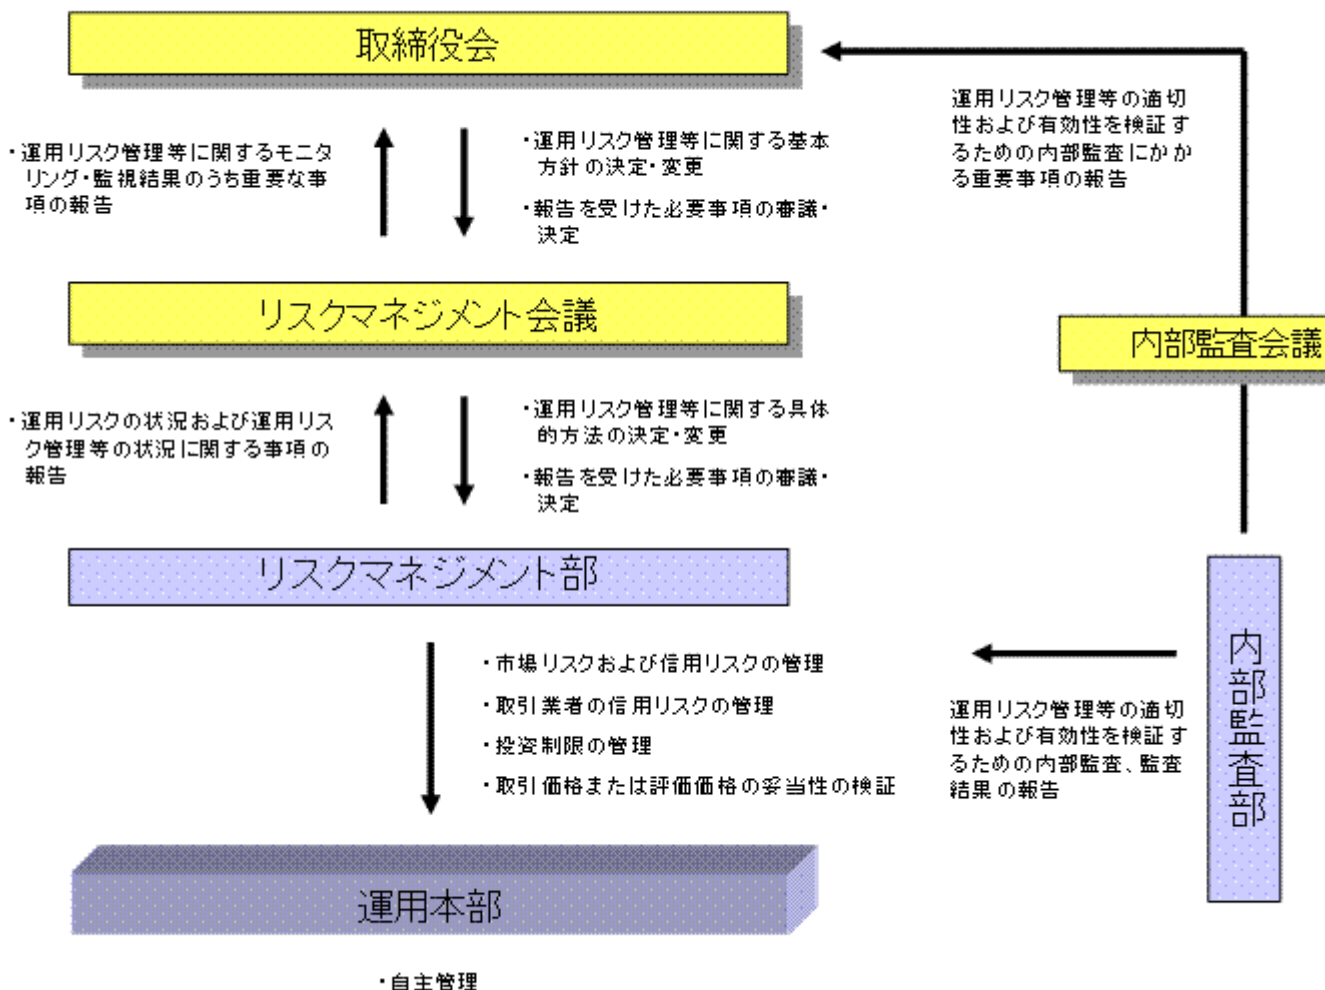 取締役会
・運用リスク管理等に関するモニタ
リング・監視結果のうち重要な事
項の報告
・運用リスク管理等に関する基本
方針の決定・変更
・報告を受けた必要事項の審議・
決定
運用リスク管理等の適切
性および有効性を検証す
るための内部監査にかか
る重要事項の報告
リスクマネジメント会議
内部監査会議
・運用リスクの状況および運用リス
ク管理等の状況に関する事項の
報告
・運用リスク管理等に関する具体
的方法の決定・変更
・報告を受けた必要事項の審議・
決定
リスクマネジメント部
・市場リスクおよび信用リスクの管理
・取引業者の信用リスクの管理
・投資制限の管理
・取引価格または評価価格の妥当性の検証
運用リスク管理等の適切
性および有効性を検証す
るための内部監査、監査
結果の報告
内部監査部
運用本部
・自主管理